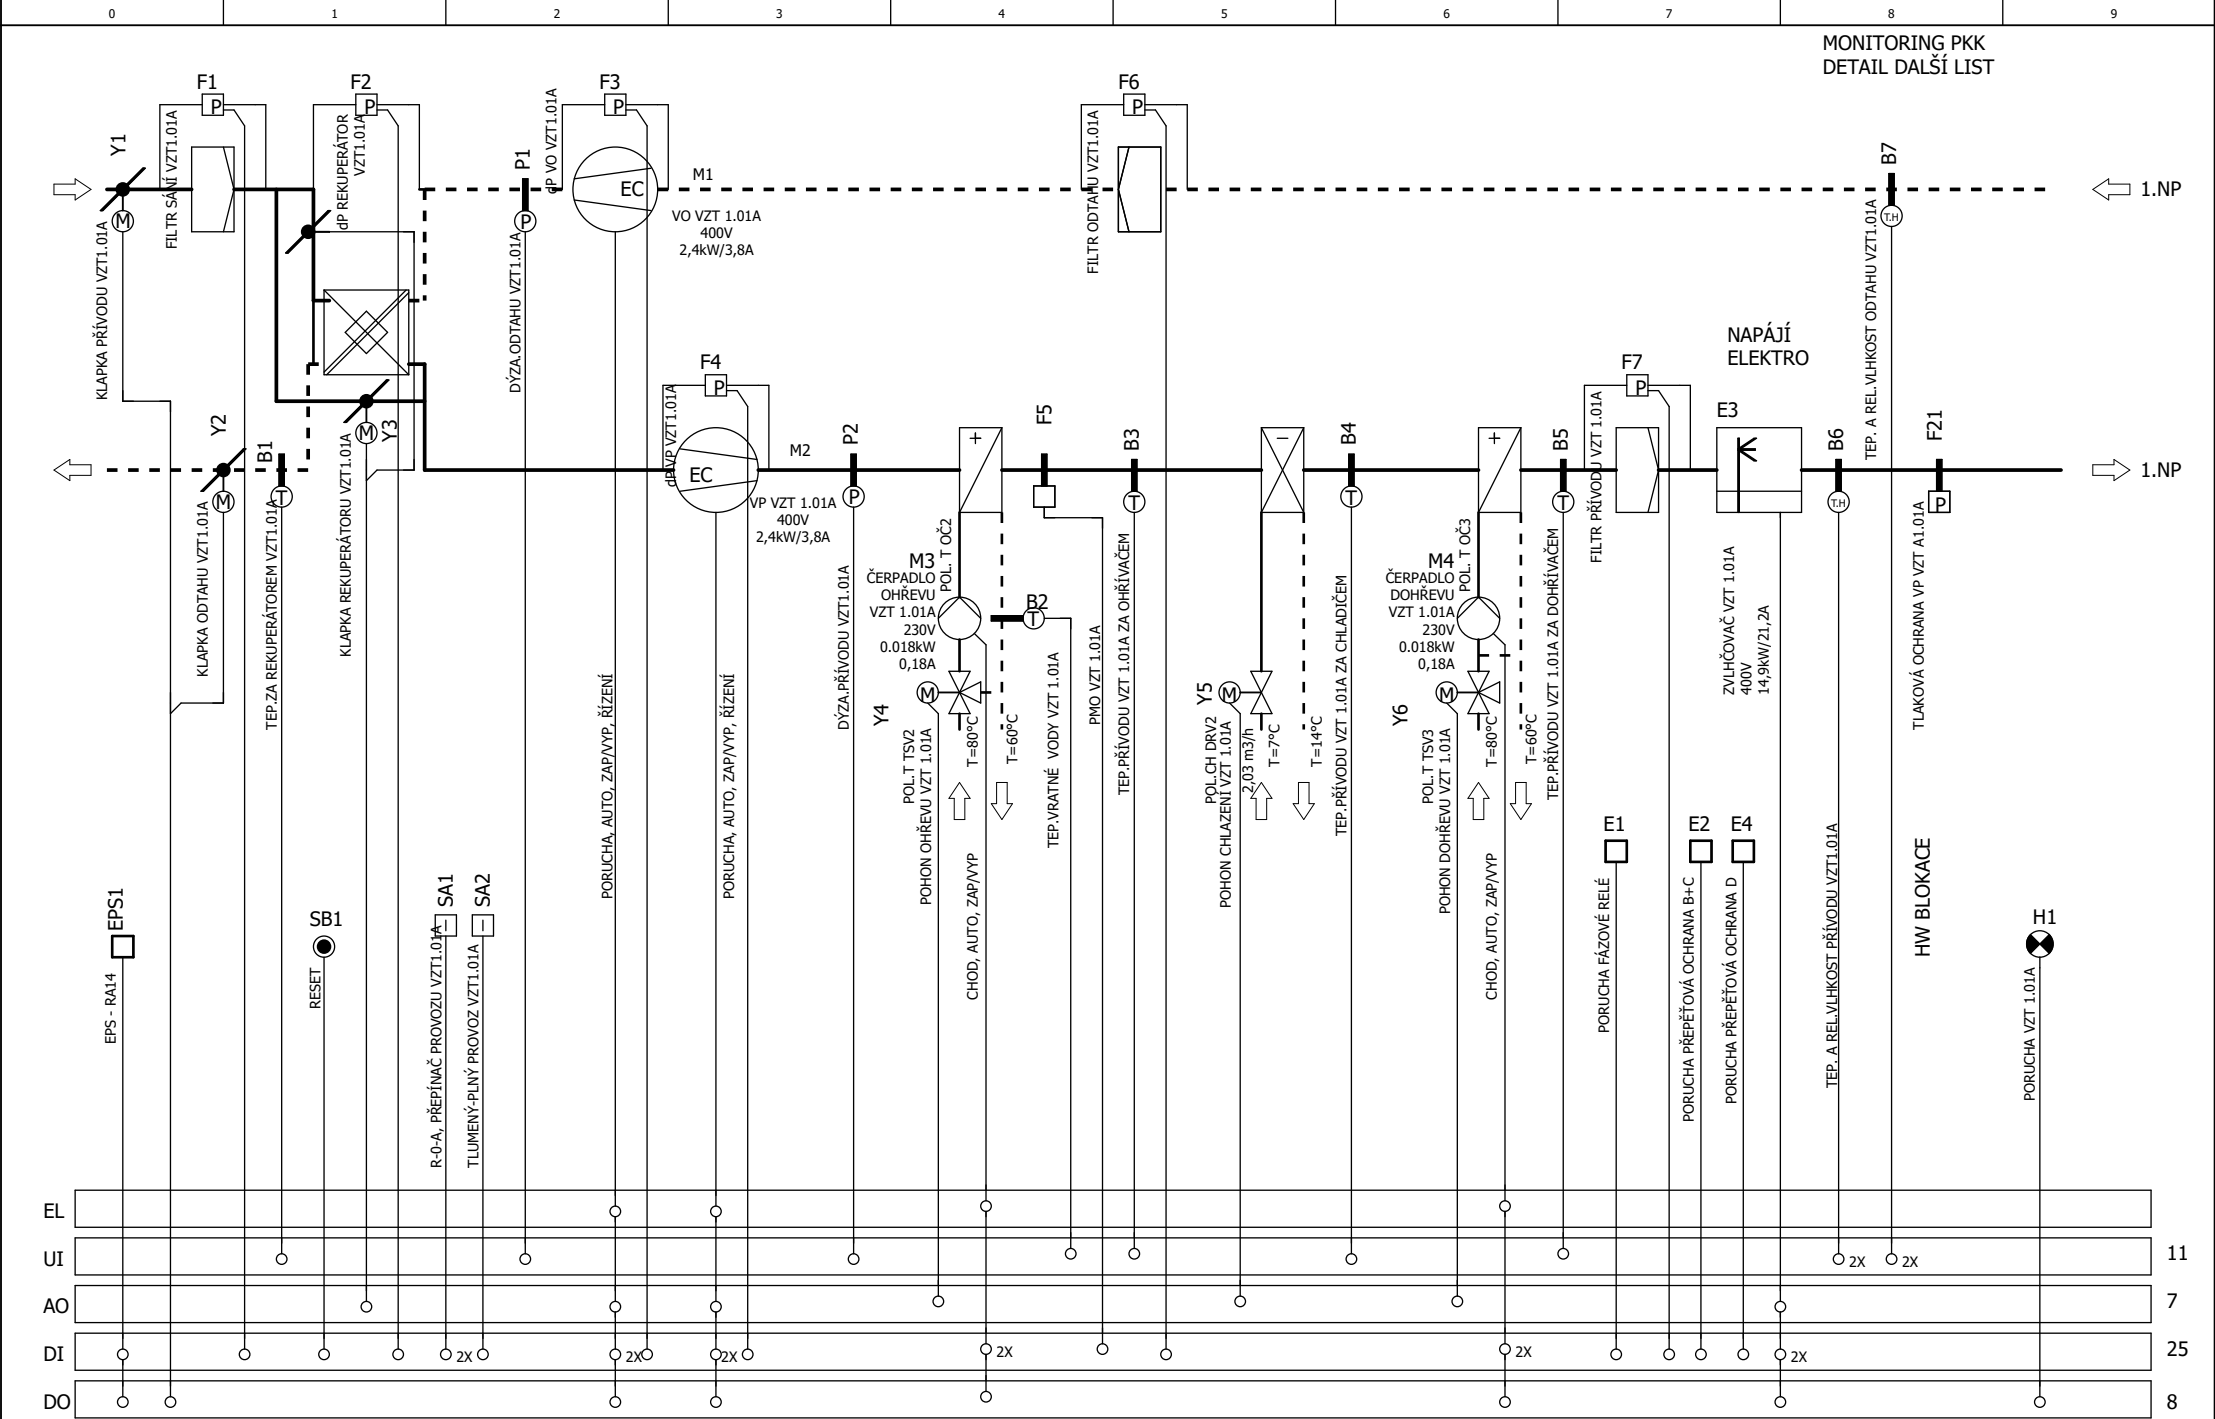 0 1 2 3 4 5 6 7 8 9
MONITORING PKK
DETAIL DALŠÍ LIST
F1
P
F2
P
F3
P
F6
P
Y1
M
KLAPKA PŘÍVODU VZT1.01A
FILTR SÁNÍ VZT1.01A
dP REKUPERÁTOR
VZT1.01A
P1
P
DÝZA.ODTAHU VZT1.01A
dP VO VZT1.01A
EC
M1
VO VZT 1.01A
400V
2,4kW/3,8A
FILTR ODTAHU VZT1.01A
B7
T.H
TEP. A REL.VLHKOST ODTAHU VZT1.01A
1.NP
Y2
M
KLAPKA ODTAHU VZT1.01A
B1
T
TEP.ZA REKUPERÁTOREM VZT1.01A
Y3
M
KLAPKA REKUPERÁTORU VZT1.01A
F4
P
dP VP VZT1.01A
EC
M2
VP VZT 1.01A
400V
2,4kW/3,8A
P2
P
DÝZA.PŘÍVODU VZT1.01A
+
POL. T OČ2
M3
ČERPADLO
OHŘEVU
VZT 1.01A
230V
0.018kW
0,18A
Y4
M
POL.T TSV2
POHON OHŘEVU VZT 1.01A
T=80°C
T=60°C
B2
T
TEP.VRATNÉ VODY VZT 1.01A
F5
PMO VZT 1.01A
B3
T
TEP.PŘÍVODU VZT 1.01A ZA OHŘÍVAČEM
−
Y5
M
POL.CH DRV2
POHON CHLAZENÍ VZT 1.01A
2,03 m3/h
T=7°C
T=14°C
B4
T
TEP.PŘÍVODU VZT 1.01A ZA CHLADIČEM
+
POL. T OČ3
M4
ČERPADLO
DOHŘEVU
VZT 1.01A
230V
0.018kW
0,18A
Y6
M
POL.T TSV3
POHON DOHŘEVU VZT 1.01A
T=80°C
T=60°C
B5
T
TEP.PŘÍVODU VZT 1.01A ZA DOHŘÍVAČEM
F7
P
FILTR PŘÍVODU VZT 1.01A
NAPÁJÍ
ELEKTRO
E3
ZVLHČOVAČ VZT 1.01A
400V
14,9kW/21,2A
B6
T.H
TEP. A REL.VLHKOST PŘÍVODU VZT1.01A
F21
P
TLAKOVÁ OCHRANA VP VZT A1.01A
HW BLOKACE
1.NP
EPS1
EPS - RA14
SB1
RESET
SA1
R-0-A, PŘEPÍNAČ PROVOZU VZT1.01A
SA2
TLUMENÝ-PLNÝ PROVOZ VZT1.01A
PORUCHA, AUTO, ZAP/VYP, ŘÍZENÍ
PORUCHA, AUTO, ZAP/VYP, ŘÍZENÍ
CHOD, AUTO, ZAP/VYP
CHOD, AUTO, ZAP/VYP
E1
PORUCHA FÁZOVÉ RELÉ
E2
PORUCHA PŘEPĚŤOVÁ OCHRANA B+C
E4
PORUCHA PŘEPĚŤOVÁ OCHRANA D
H1
PORUCHA VZT 1.01A
EL
UI 2X 2X 11
AO 7
DI 2X 2X 2X 2X 2X 2X 25
DO 8